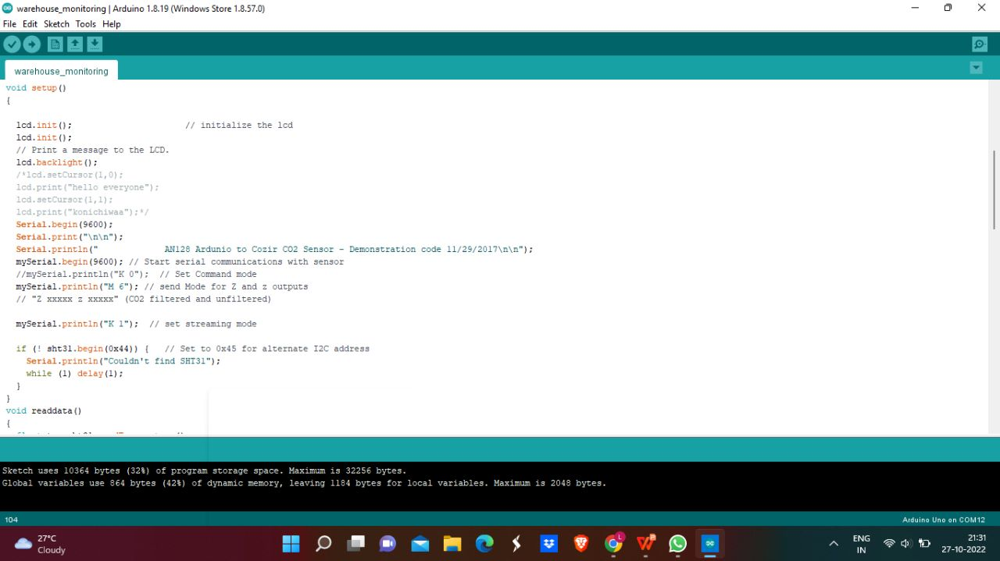 warehouse_monitoring | Arduino 1.8.19 (Windows Store 1.8.57.0)
File Edit Sketch Tools Help
warehouse_monitoring
void setup()
{
lcd.init(); // initialize the lcd
lcd.init();
// Print a message to the LCD.
lcd.backlight();
/*lcd.setCursor(1,0);
lcd.print("hello everyone");
lcd.setCursor(1,1);
lcd.print("konichiwaa");*/
Serial.begin(9600);
Serial.print("\n\n");
Serial.println(" AN128 Ardunio to Cozir CO2 Sensor - Demonstration code 11/29/2017\n\n");
mySerial.begin(9600); // Start serial communications with sensor
//mySerial.println("K 0"); // Set Command mode
mySerial.println("M 6"); // send Mode for Z and z outputs
// "Z xxxxx z xxxxx" (CO2 filtered and unfiltered)
mySerial.println("K 1"); // set streaming mode
if (! sht31.begin(0x44)) { // Set to 0x45 for alternate I2C address
Serial.println("Couldn't find SHT31");
while (1) delay(1);
}
}
void readdata()
{
Sketch uses 10364 bytes (32%) of program storage space. Maximum is 32256 bytes.
Global variables use 864 bytes (42%) of dynamic memory, leaving 1184 bytes for local variables. Maximum is 2048 bytes.
104 Arduino Uno on COM12
27°C
Cloudy
ENG
IN
21:31
27-10-2022